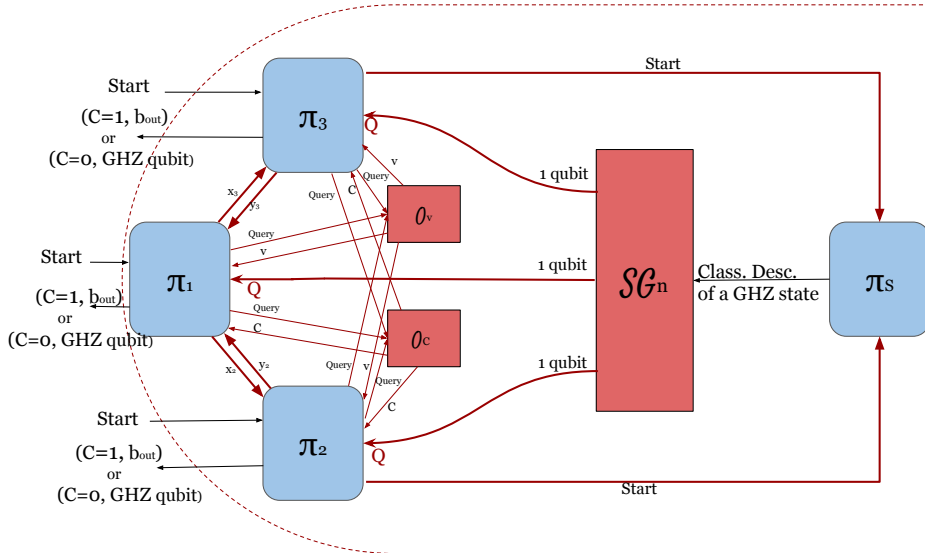 Start
Start
(C=1, bout)
or
(C=0, GHZ qubit)
π3
Q
1 qubit
v
Query
Query
C
x3
y3
Ov
Query
v
Start
π1
Q
1 qubit
SGn
Class. Desc.
of a GHZ state
πS
(C=1, bout)
or
(C=0, GHZ qubit)
Query
C
OC
x2
y2
Query
v
Query
1 qubit
C
Start
π2
Q
(C=1, bout)
or
(C=0, GHZ qubit)
Start